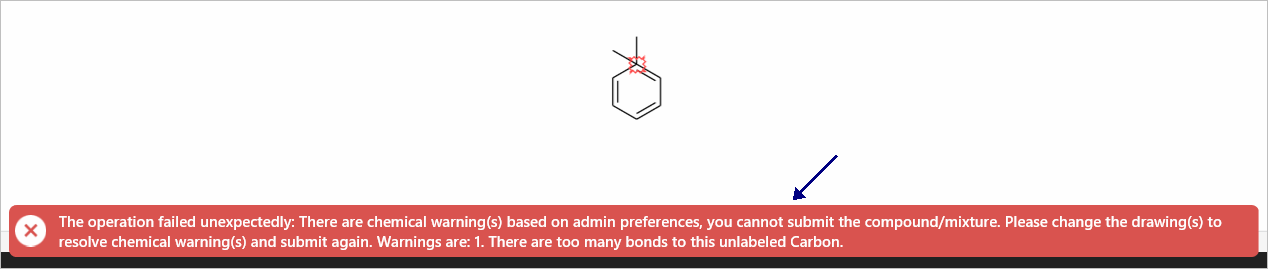 The operation failed unexpectedly: There are chemical warning(s) based on admin preferences, you cannot submit the compound/mixture. Please change the drawing(s) to
resolve chemical warning(s) and submit again. Warnings are: 1. There are too many bonds to this unlabeled Carbon.